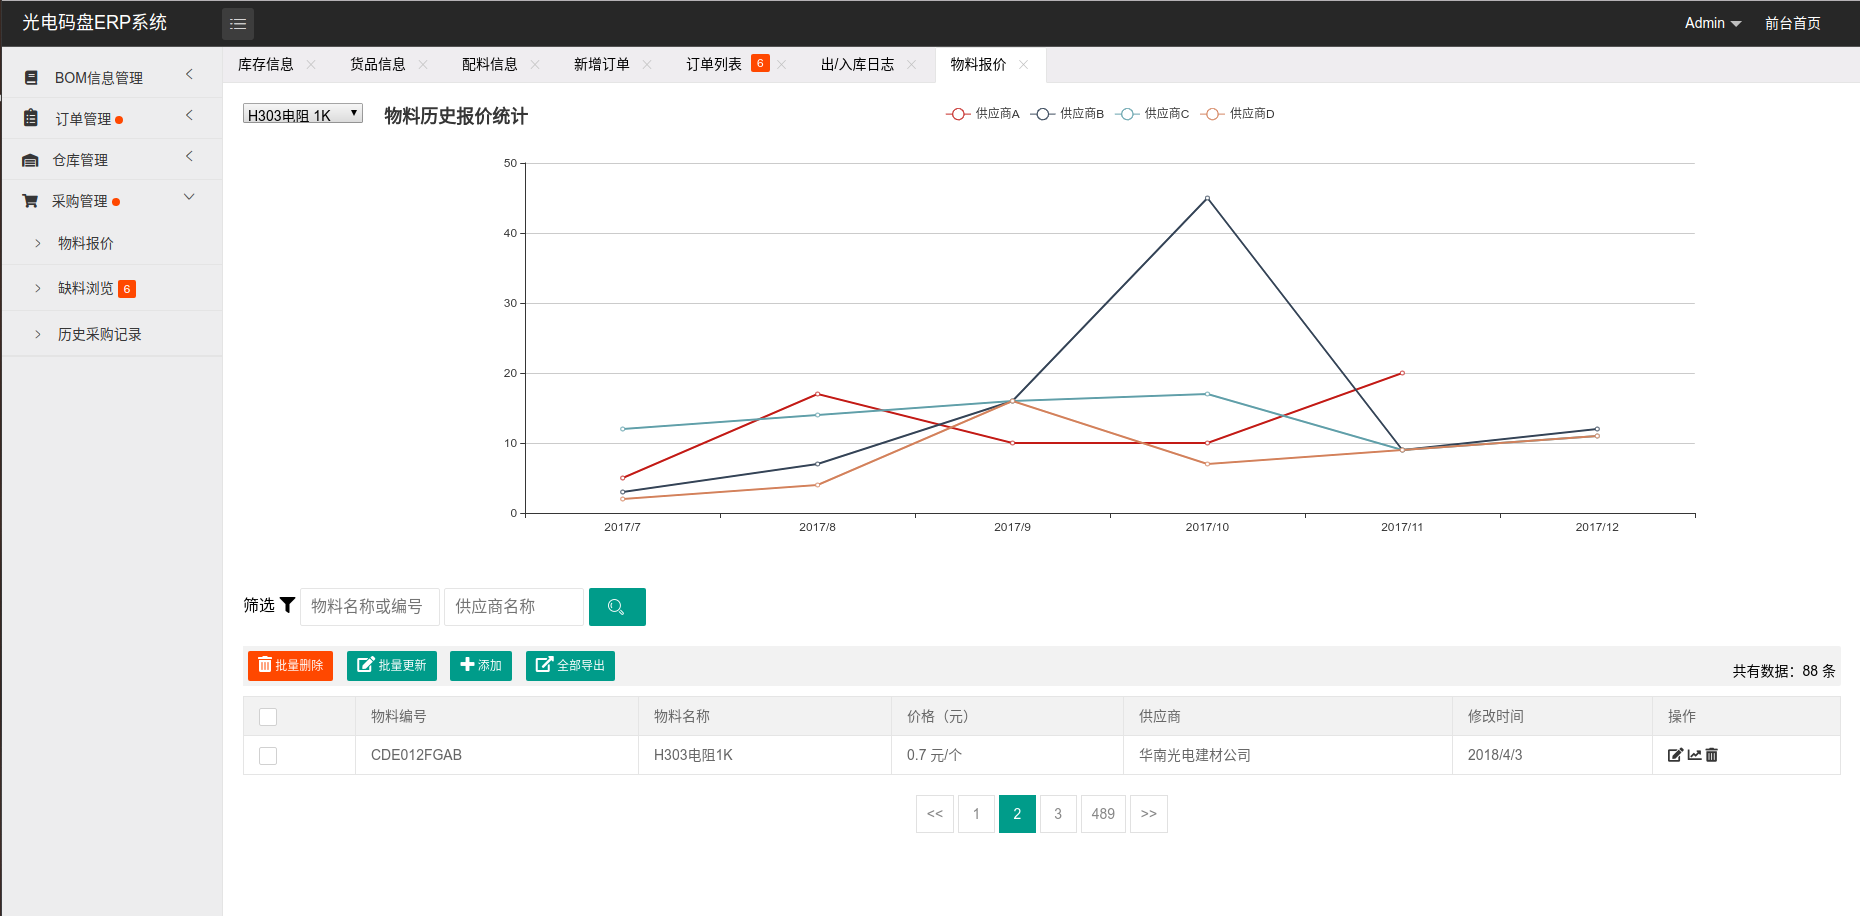 光电码盘ERP系统
Admin
前台首页
BOM信息管理
订单管理
仓库管理
采购管理
物料报价
缺料浏览 6
历史采购记录
库存信息
货品信息
配料信息
新增订单
订单列表 6
出/入库日志
物料报价
H303电阻 1K
物料历史报价统计
供应商A
供应商B
供应商C
供应商D
50
40
30
20
10
0
2017/7
2017/8
2017/9
2017/10
2017/11
2017/12
筛选
物料名称或编号
供应商名称
批量删除
批量更新
添加
全部导出
共有数据：88 条
物料编号
物料名称
价格（元）
供应商
修改时间
操作
CDE012FGAB
H303电阻1K
0.7 元/个
华南光电建材公司
2018/4/3
<<
1
2
3
489
>>